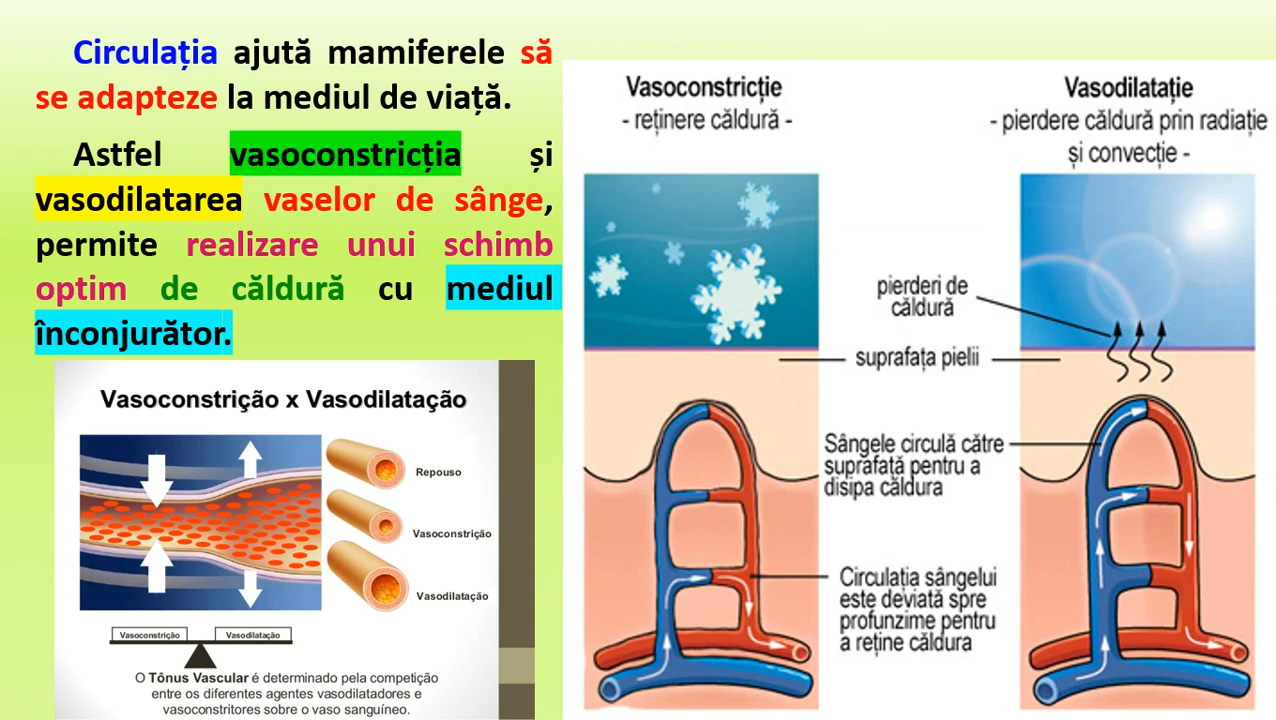 Circulația ajută mamiferele să
se adapteze la mediul de viață.
Astfel vasoconstricția și
vasodilatarea vaselor de sânge,
permite realizare unui schimb
optim de căldură cu mediul
înconjurător.
Vasoconstrição x Vasodilatação
Repouso
Vasoconstrição
Vasodilatação
Vasoconstrição
Vasodilatação
O Tônus Vascular é determinado pela competição
entre os diferentes agentes vasodilatadores e
vasoconstritores sobre o vaso sanguíneo.
Vasoconstricție
- reținere căldură -
Vasodilatație
- pierdere căldură prin radiație
și convecție -
pierderi de
căldură
suprafața pielii
Sângele circulă către
suprafață pentru a
disipa căldura
Circulația sângelui
este deviată spre
profunzime pentru
a reține căldura